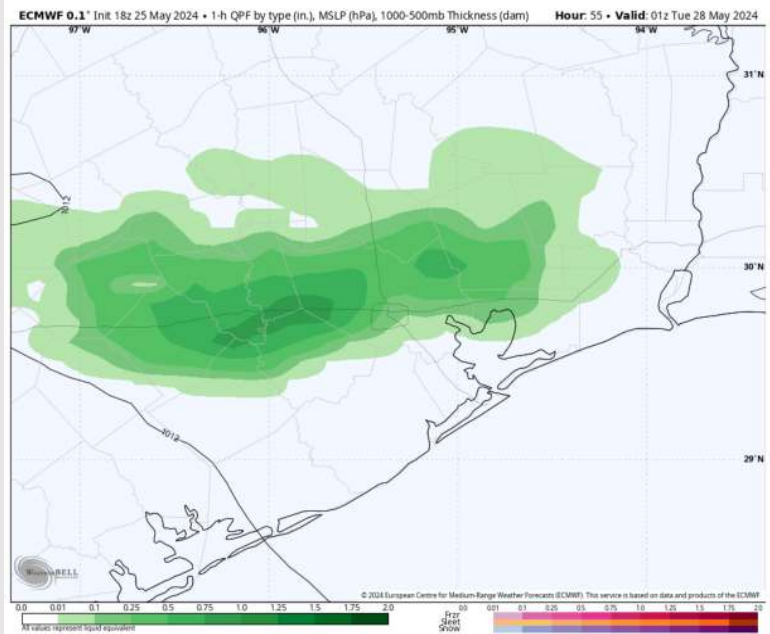 ECMWF 0.1° Init 18z 25 May 2024 • 1-h QPF by type (in.), MSLP (hPa), 1000-500mb Thickness (dam) Hour: 55 • Valid: 01z Tue 28 May 2024
97°W 96°W 95°W 94°W
31°N
1012
30°N
1012
29°N
WeatherBELL
© 2024 European Centre for Medium-Range Weather Forecasts (ECMWF). This service is based on data and products of the ECMWF
0.0 0.01 0.1 0.25 0.5 0.75 1.0 1.25 1.5 1.75 2.0
0.0 0.01 0.1 0.25 0.5 0.75 1.0 1.25 1.5 1.75 2.0
All values represent liquid equivalent
Frzr
Sleet
Snow